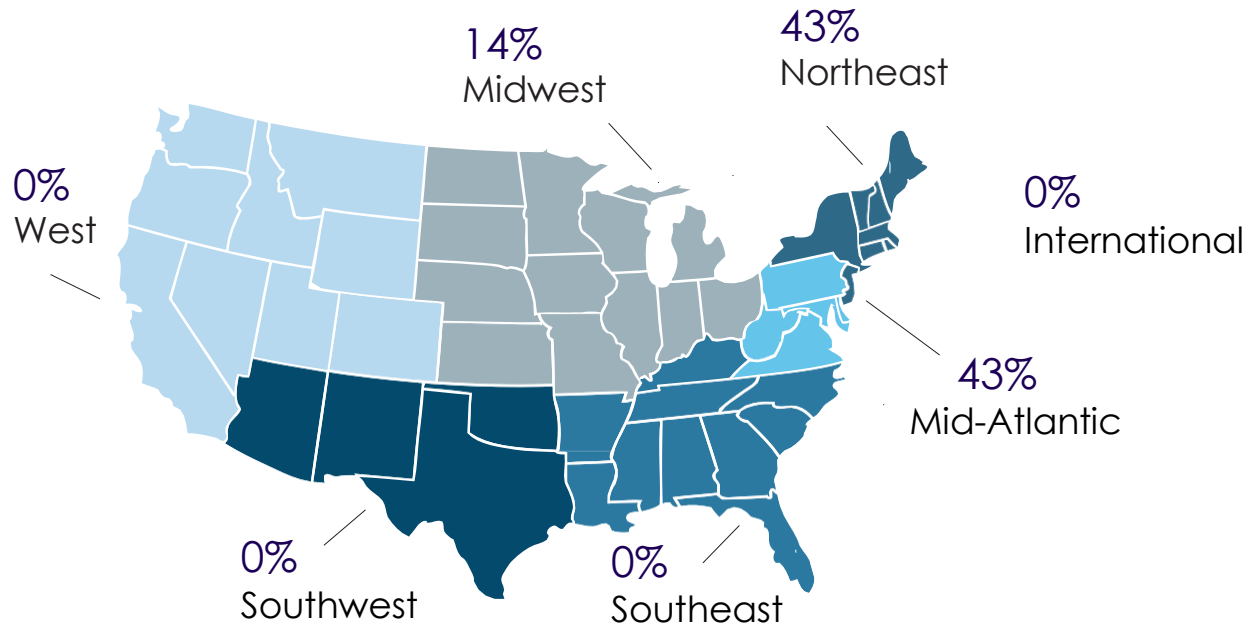 14%
Midwest
43%
Northeast
0%
West
0%
International
43%
Mid-Atlantic
0%
Southwest
0%
Southeast